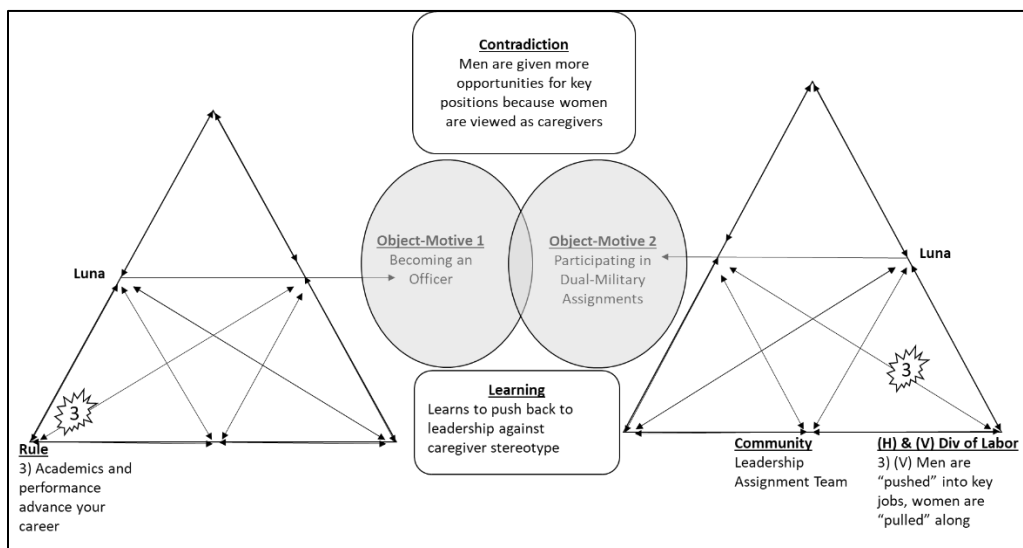 Contradiction
Men are given more
opportunities for key
positions because women
are viewed as caregivers
Object-Motive 1
Becoming an
Officer
Object-Motive 2
Participating in
Dual-Military
Assignments
Luna
Luna
3
3
Learning
Learns to push back to
leadership against
caregiver stereotype
Rule
3) Academics and
performance
advance your
career
Community
Leadership
Assignment Team
(H) & (V) Div of Labor
3) (V) Men are
“pushed” into key
jobs, women are
“pulled” along